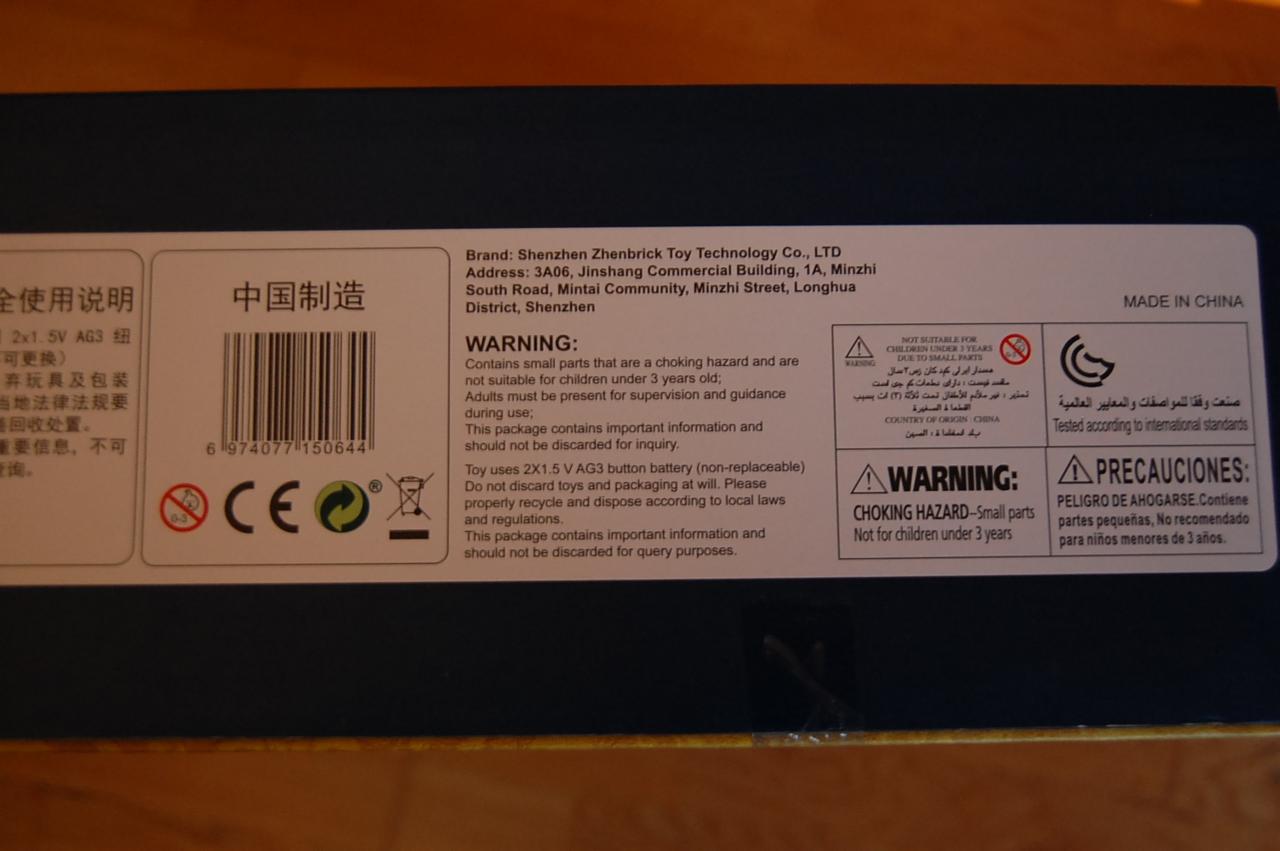 全使用说明
2x1.5V AG3 纽
可更换）
弃玩具及包装
当地法律法规要
回收处置。
重要信息，不可
查询。
中国制造
6 974077 150644
0-3
CE
®
Brand: Shenzhen Zhenbrick Toy Technology Co., LTD
Address: 3A06, Jinshang Commercial Building, 1A, Minzhi
South Road, Mintai Community, Minzhi Street, Longhua
District, Shenzhen
WARNING:
Contains small parts that are a choking hazard and are
not suitable for children under 3 years old;
Adults must be present for supervision and guidance
during use;
This package contains important information and
should not be discarded for inquiry.
Toy uses 2X1.5 V AG3 button battery (non-replaceable)
Do not discard toys and packaging at will. Please
properly recycle and dispose according to local laws
and regulations.
This package contains important information and
should not be discarded for query purposes.
MADE IN CHINA
WARNING
NOT SUITABLE FOR
CHILDREN UNDER 3 YEARS
DUE TO SMALL PARTS
0-3
COUNTRY OF ORIGIN : CHINA
صنعت وفقا للمواصفات والمعايير العالمية
Tested according to international standards
WARNING:
CHOKING HAZARD–Small parts
Not for children under 3 years
PRECAUCIONES:
PELIGRO DE AHOGARSE.Contiene
partes pequeñas, No recomendado
para niños menores de 3 años.